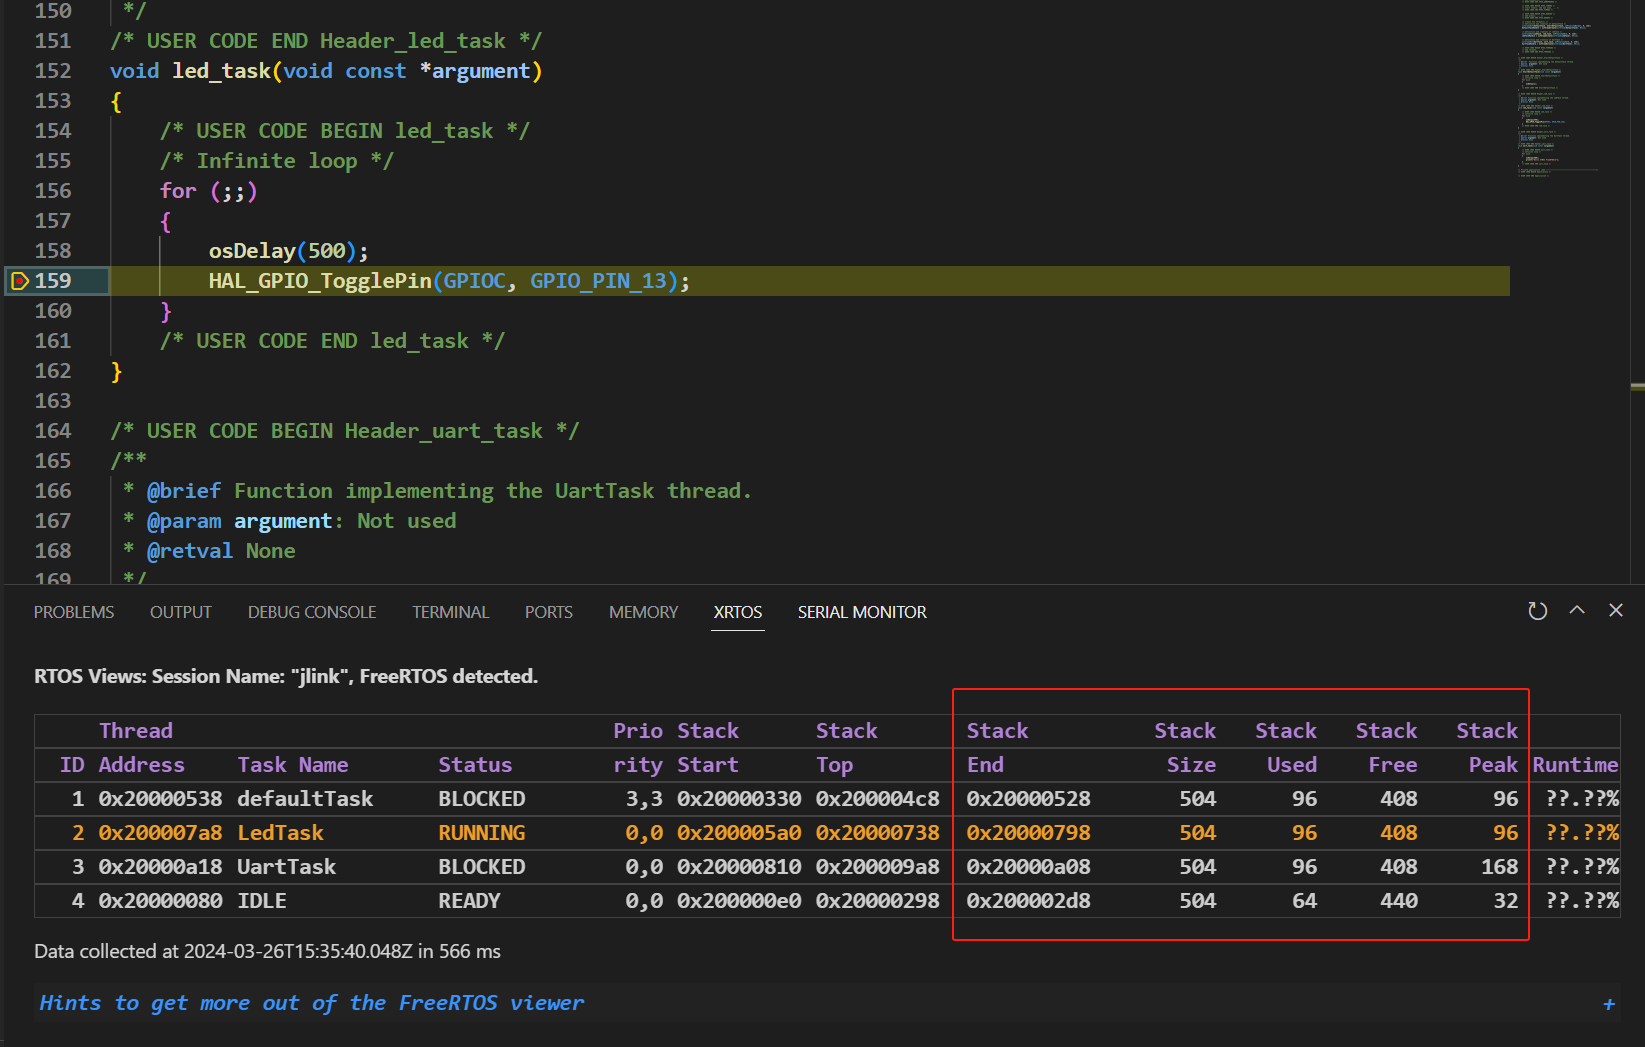 150 */
151 /* USER CODE END Header_led_task */
152 void led_task(void const *argument)
153 {
154 /* USER CODE BEGIN led_task */
155 /* Infinite loop */
156 for (;;)
157 {
158 osDelay(500);
159 HAL_GPIO_TogglePin(GPIOC, GPIO_PIN_13);
160 }
161 /* USER CODE END led_task */
162 }
163
164 /* USER CODE BEGIN Header_uart_task */
165 /**
166 * @brief Function implementing the UartTask thread.
167 * @param argument: Not used
168 * @retval None
169 */
PROBLEMS OUTPUT DEBUG CONSOLE TERMINAL PORTS MEMORY XRTOS SERIAL MONITOR
RTOS Views: Session Name: "jlink", FreeRTOS detected.
Thread Prio Stack Stack Stack Stack Stack Stack Stack
ID Address Task Name Status rity Start Top End Size Used Free Peak Runtime
1 0x20000538 defaultTask BLOCKED 3,3 0x20000330 0x200004c8 0x20000528 504 96 408 96 ??.??%
2 0x200007a8 LedTask RUNNING 0,0 0x200005a0 0x20000738 0x20000798 504 96 408 96 ??.??%
3 0x20000a18 UartTask BLOCKED 0,0 0x20000810 0x200009a8 0x20000a08 504 96 408 168 ??.??%
4 0x20000080 IDLE READY 0,0 0x200000e0 0x20000298 0x200002d8 504 64 440 32 ??.??%
Data collected at 2024-03-26T15:35:40.048Z in 566 ms
Hints to get more out of the FreeRTOS viewer +